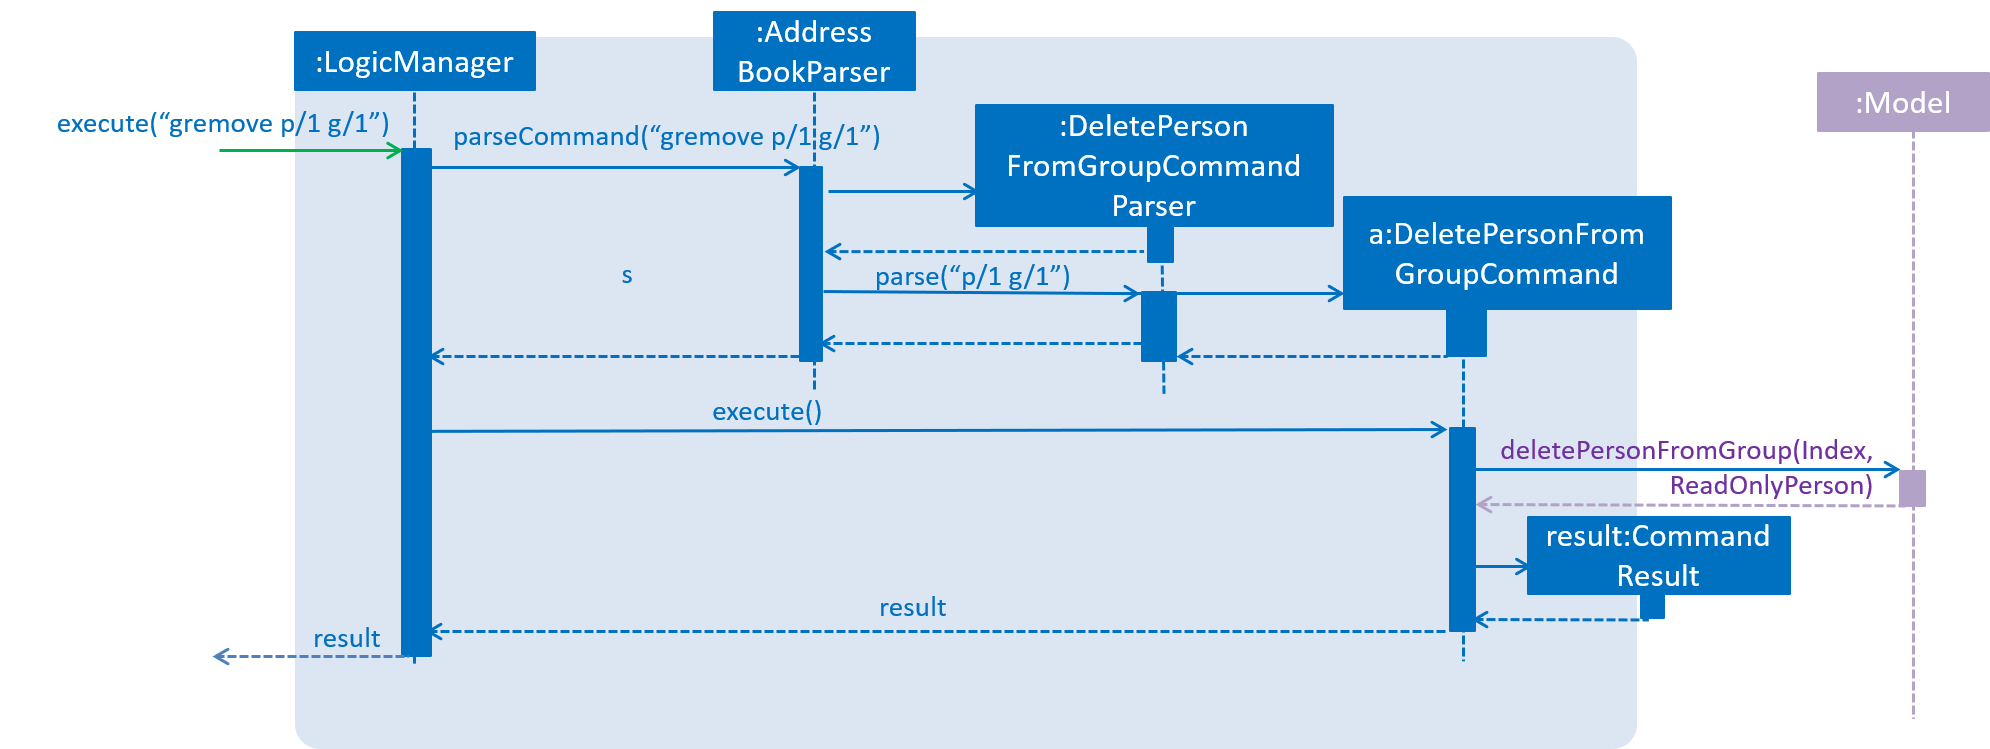 :LogicManager
:Address
BookParser
:DeletePerson
FromGroupCommand
Parser
a:DeletePersonFrom
GroupCommand
:Model
execute(“gremove p/1 g/1”)
parseCommand(“gremove p/1 g/1”)
s
parse(“p/1 g/1”)
execute()
deletePersonFromGroup(Index,
ReadOnlyPerson)
result:Command
Result
result
result